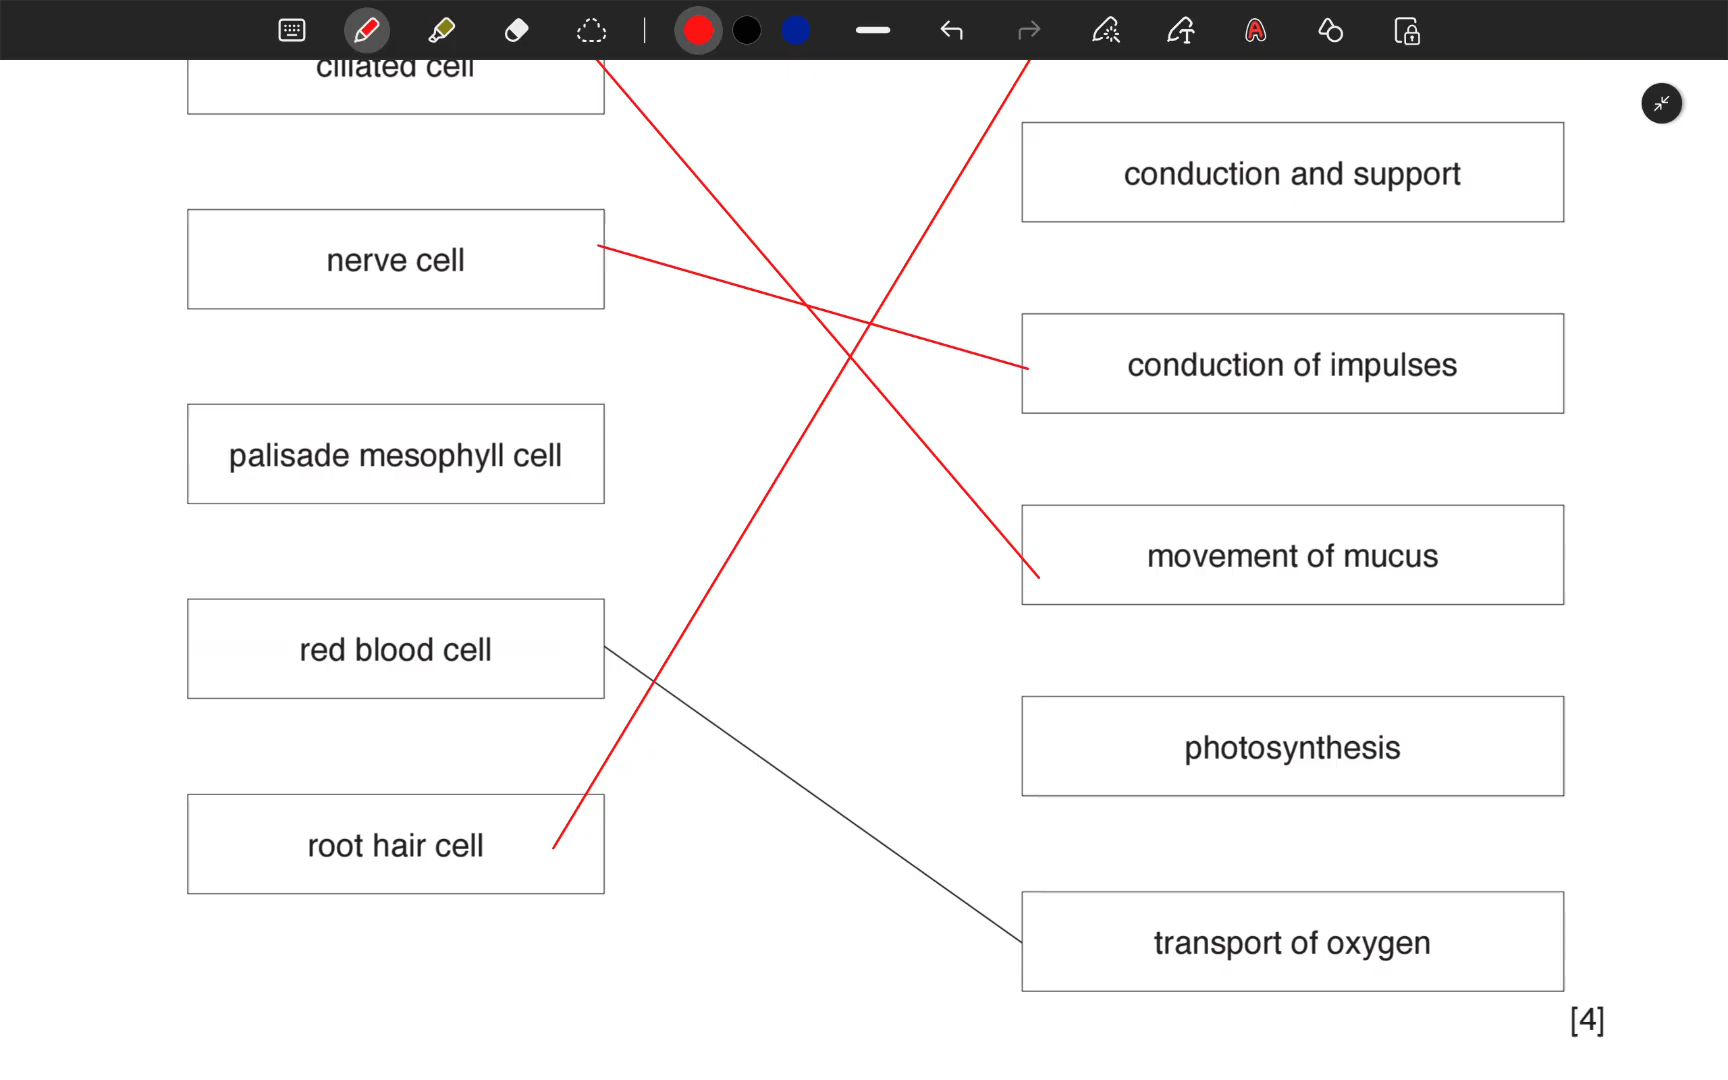 ciliated cell
conduction and support
nerve cell
conduction of impulses
palisade mesophyll cell
movement of mucus
red blood cell
photosynthesis
root hair cell
transport of oxygen
[4]